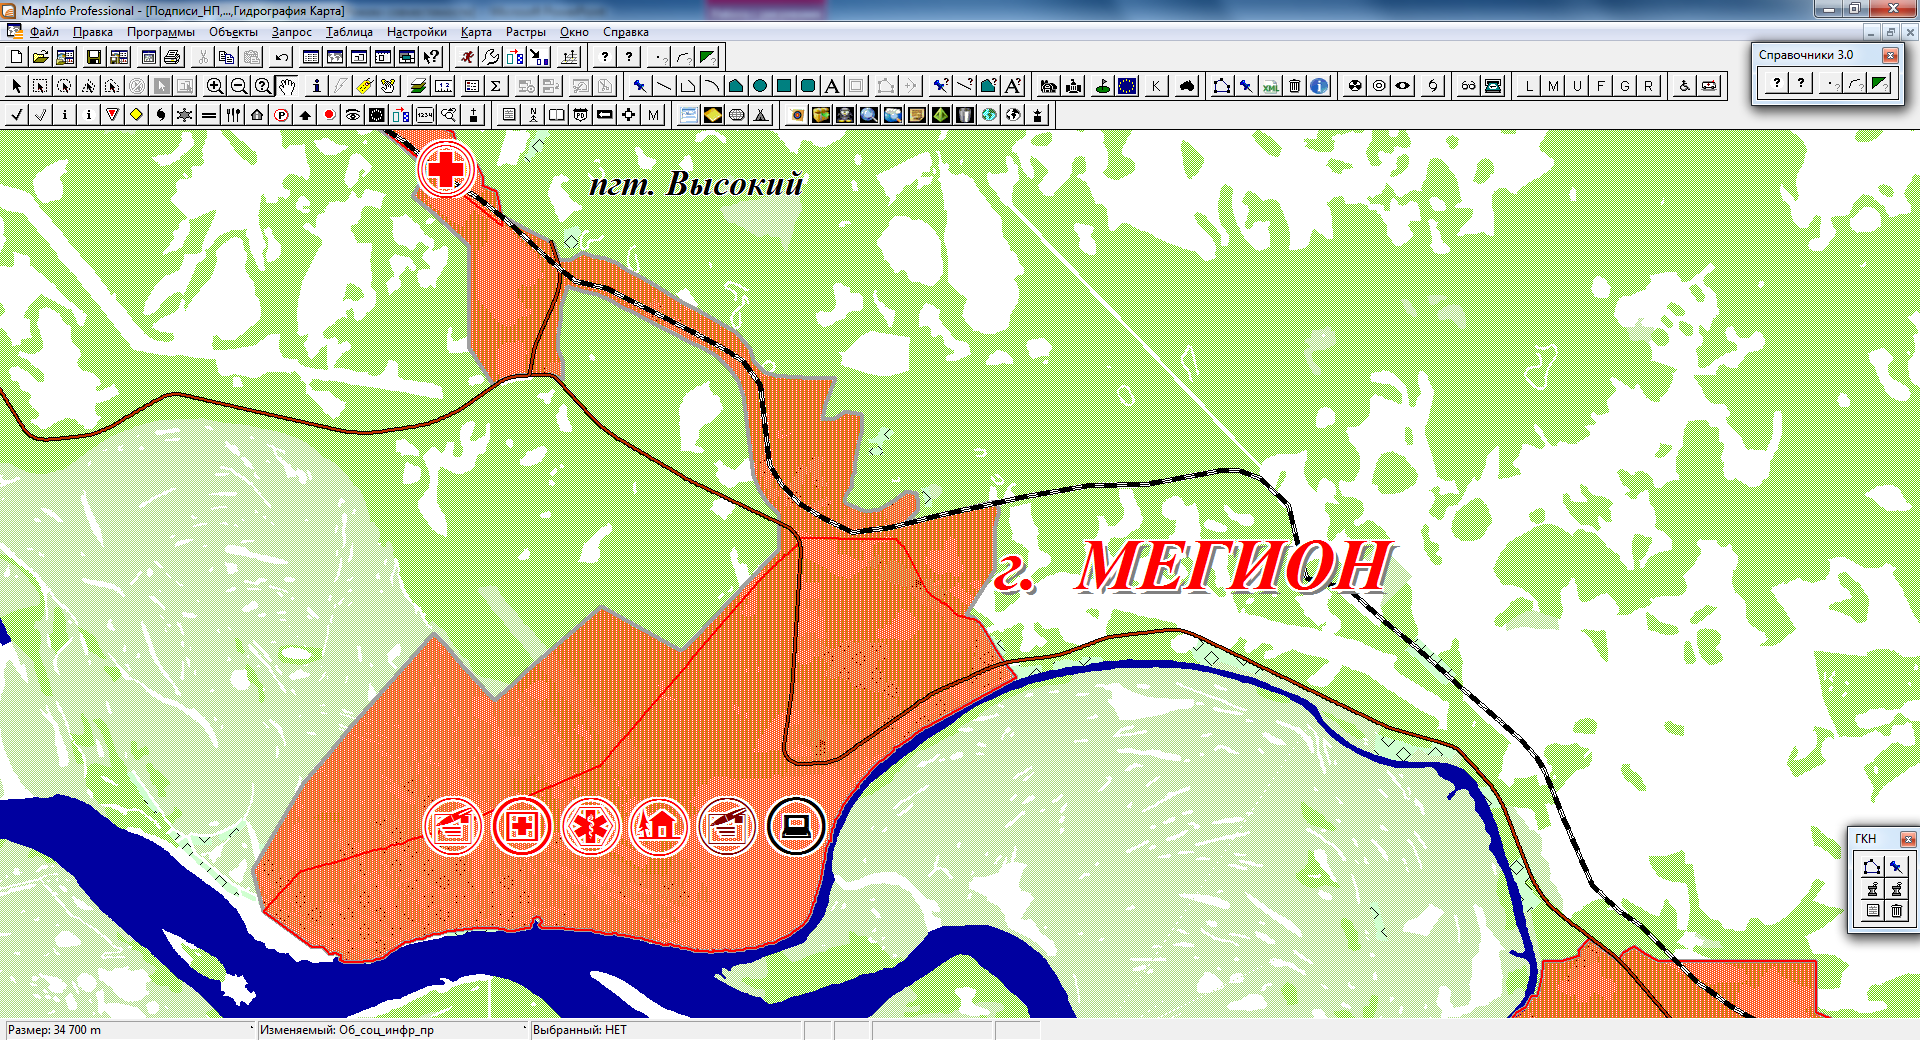 MapInfo Professional - [Подписи_НП,...,Гидрография Карта]
Файл Правка Программы Объекты Запрос Таблица Настройки Карта Растры Окно Справка
Справочники 3.0
K L M U F G R
M
пгт. Высокий
г. МЕГИОН
ГКН
Размер: 34 700 m Изменяемый: Об_соц_инфр_пр Выбранный: НЕТ